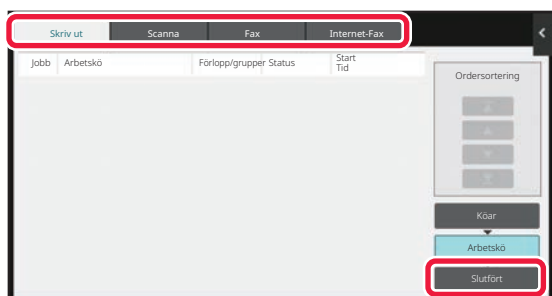 Skriv ut Scanna Fax Internet-Fax
Jobb Arbetskö Förlopp/grupper Status Start
Tid
Ordersortering
Köar
Arbetskö
Slutfört